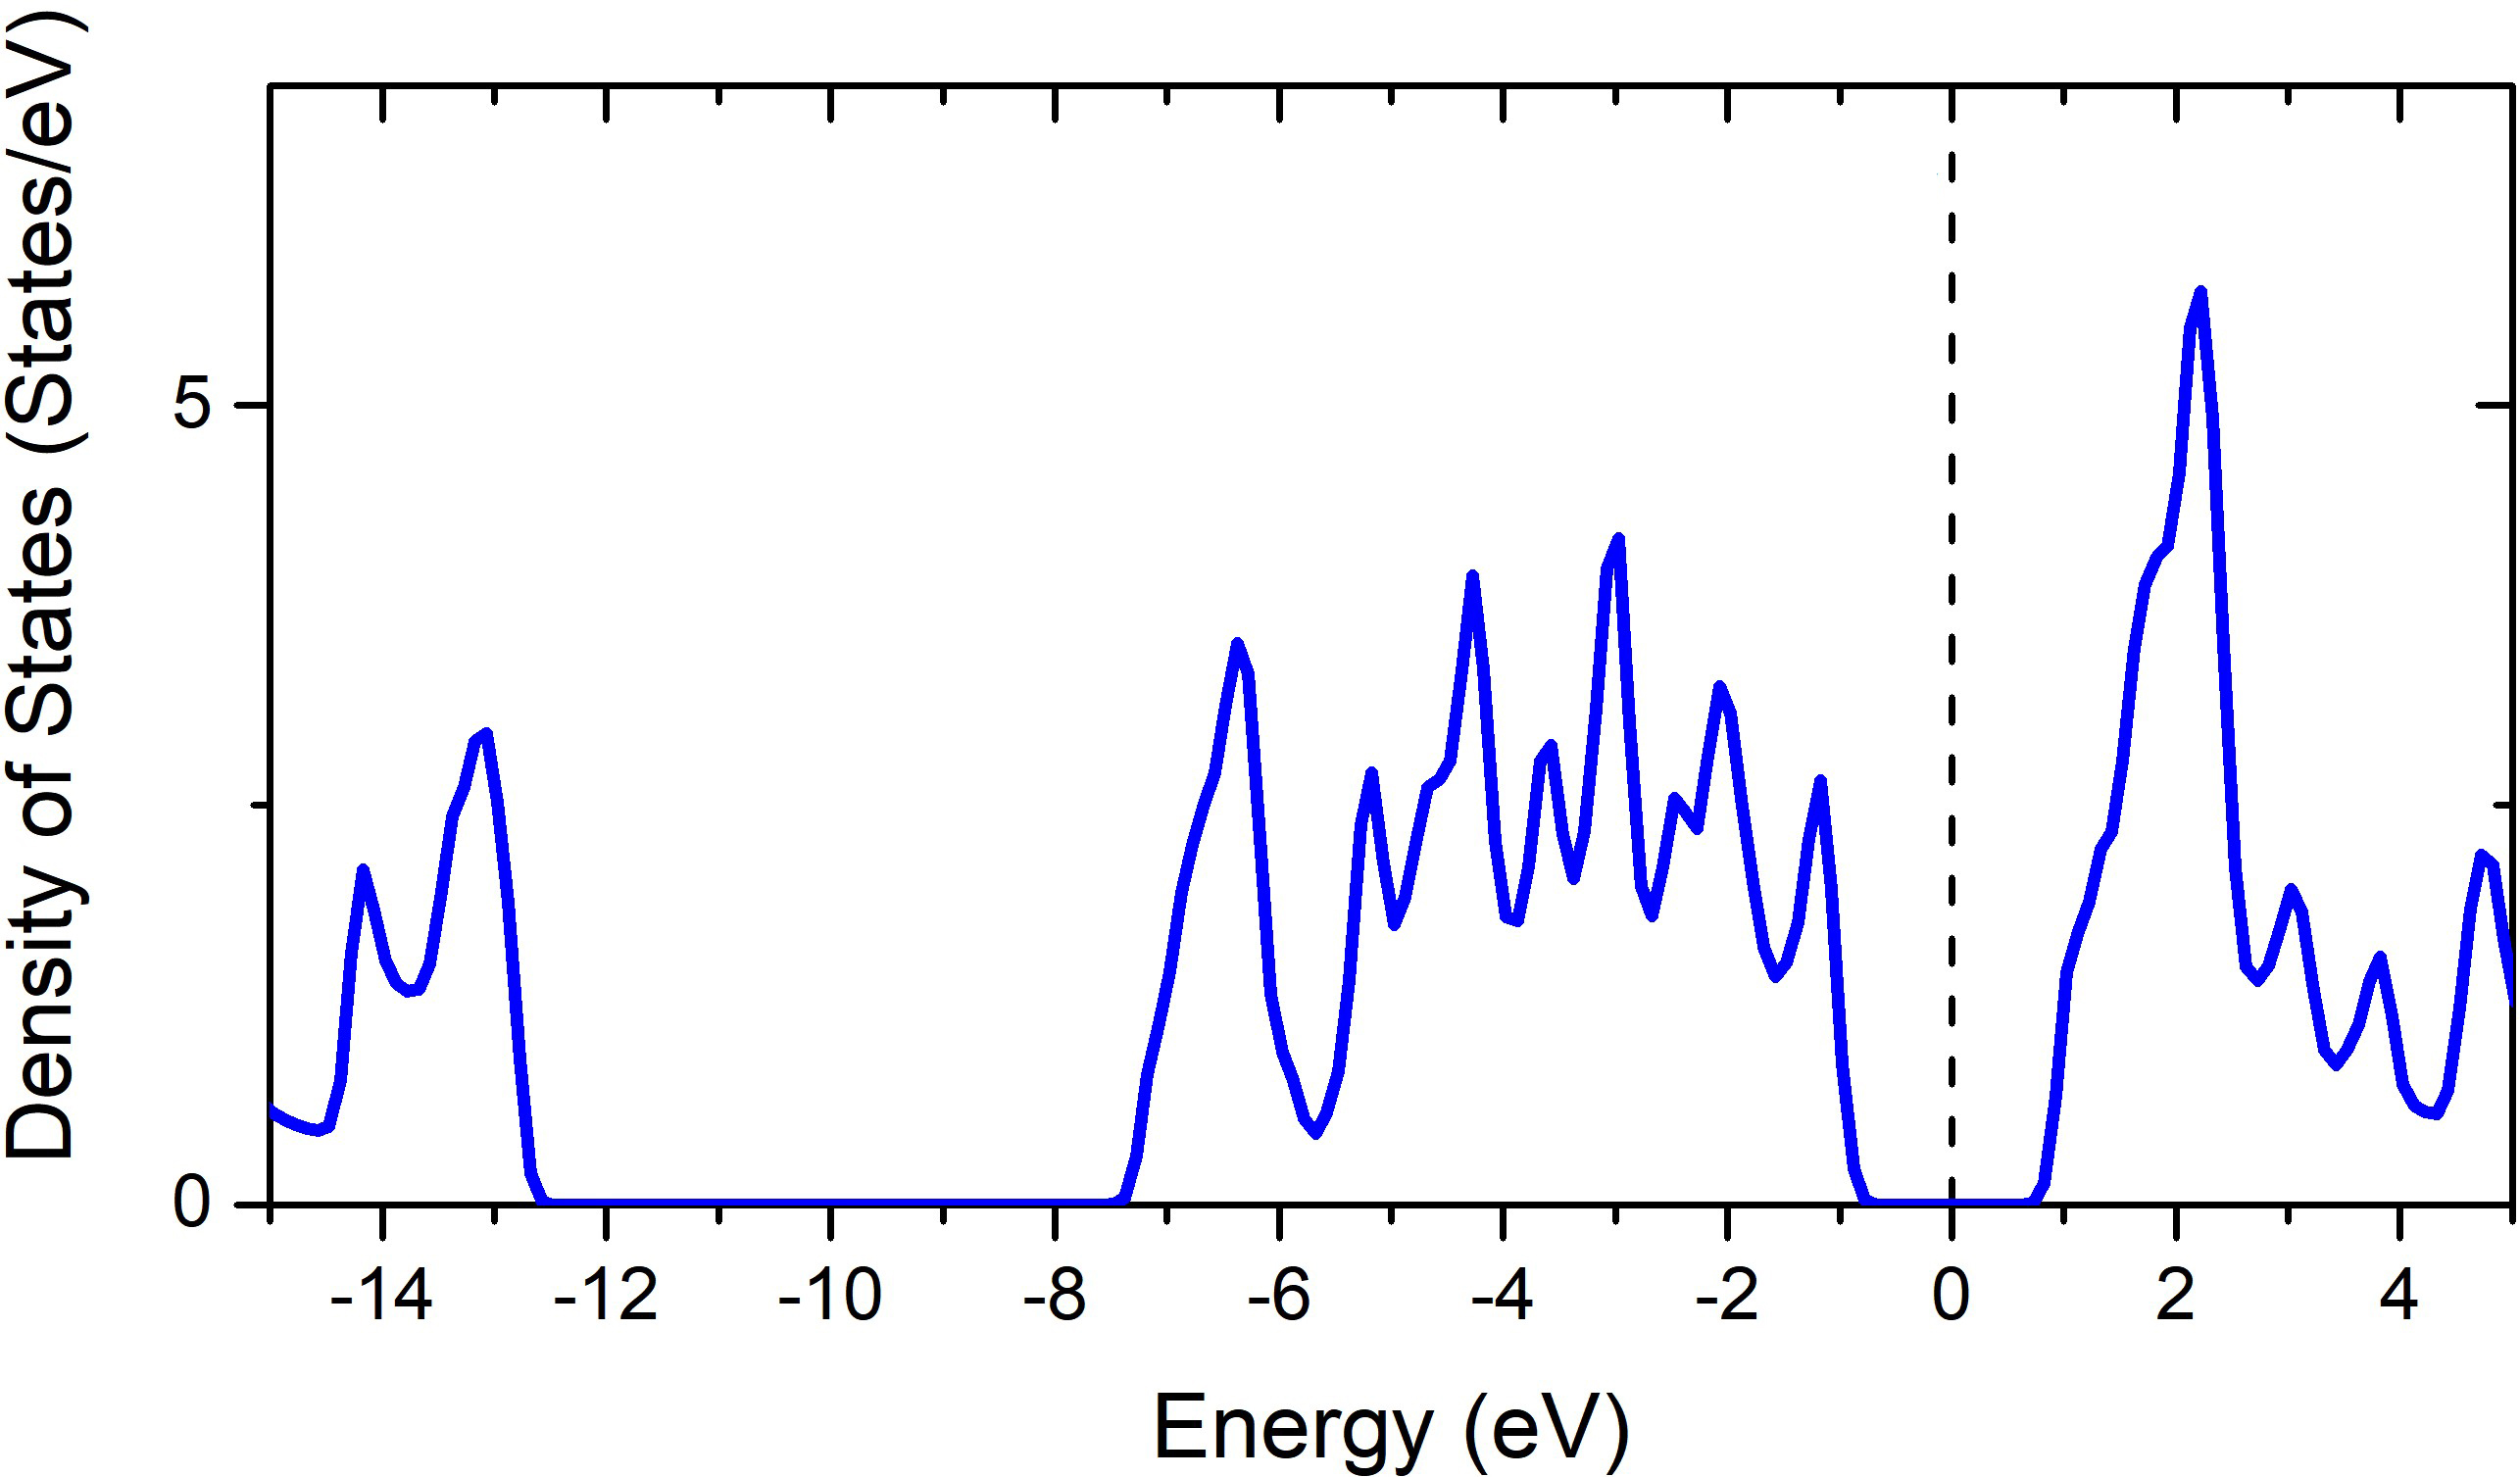 Density of States (States/eV)
5
0
-14 -12 -10 -8 -6 -4 -2 0 2 4
Energy (eV)